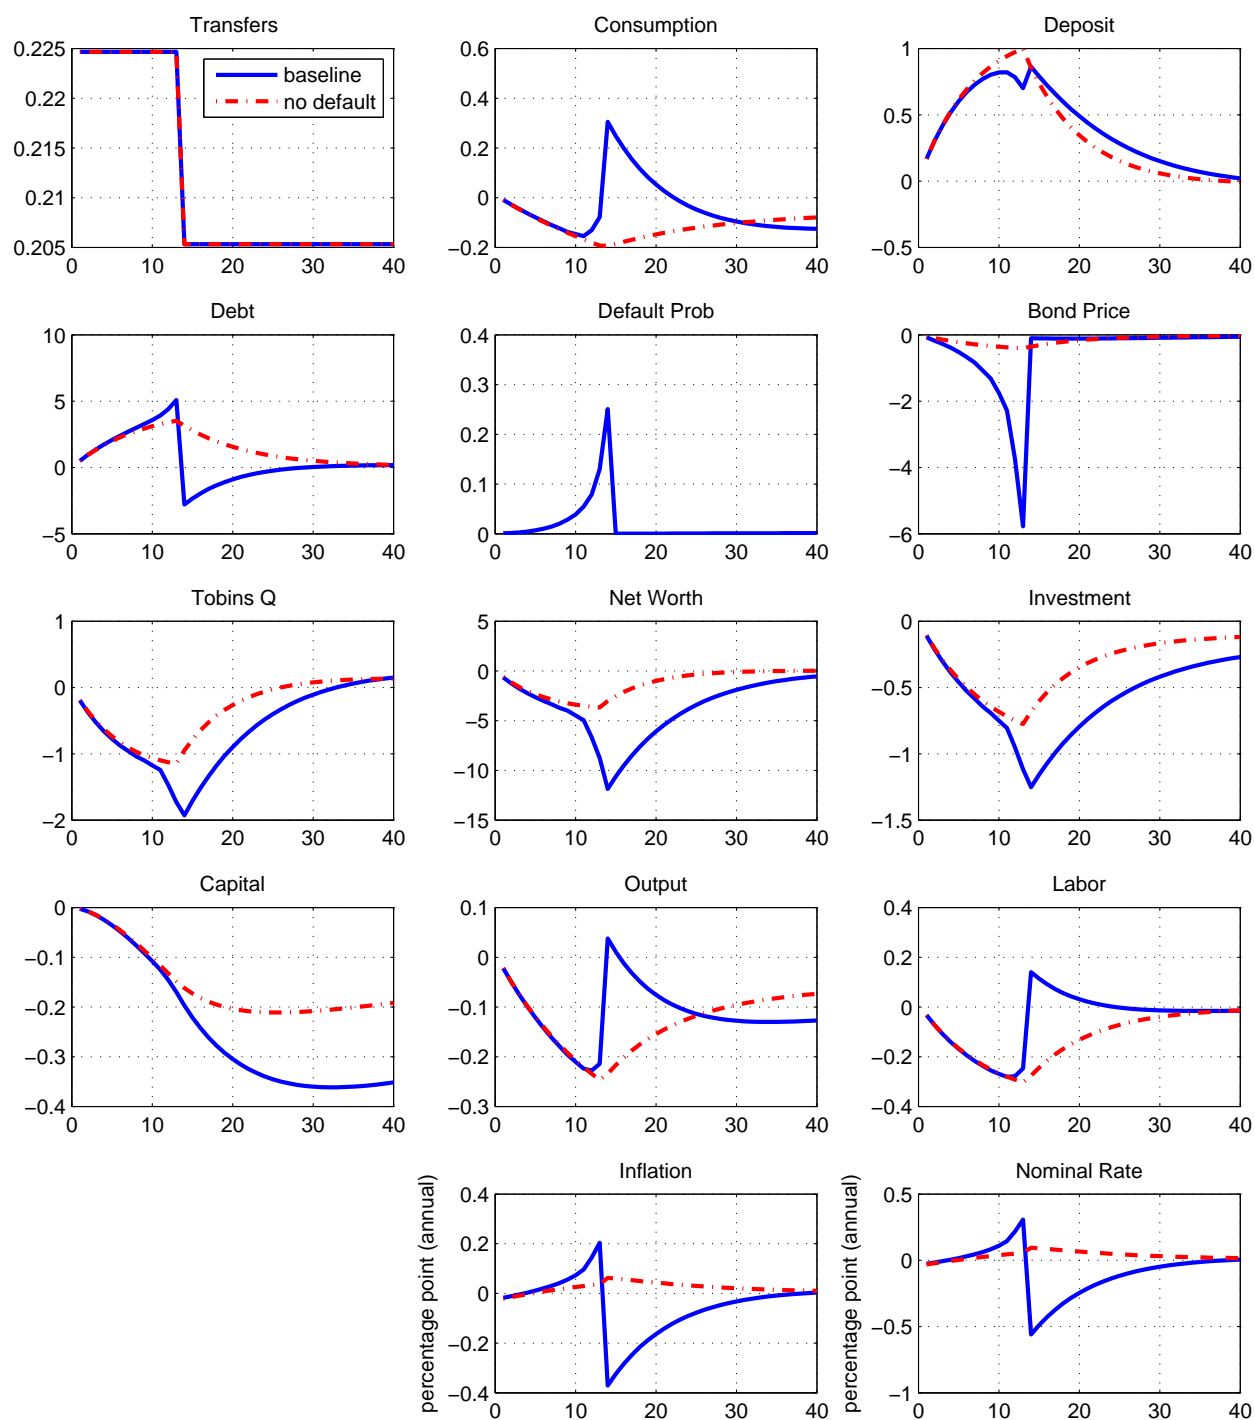 Transfers
0.225
0.22
0.215
0.21
0.205
0 10 20 30 40
baseline
no default
Consumption
0.6
0.4
0.2
0
−0.2
0 10 20 30 40
Deposit
1
0.5
0
−0.5
0 10 20 30 40
Debt
10
5
0
−5
0 10 20 30 40
Default Prob
0.4
0.3
0.2
0.1
0
0 10 20 30 40
Bond Price
0
−2
−4
−6
0 10 20 30 40
Tobins Q
1
0
−1
−2
0 10 20 30 40
Net Worth
5
0
−5
−10
−15
0 10 20 30 40
Investment
0
−0.5
−1
−1.5
0 10 20 30 40
Capital
0
−0.1
−0.2
−0.3
−0.4
0 10 20 30 40
Output
0.1
0
−0.1
−0.2
−0.3
0 10 20 30 40
Labor
0.4
0.2
0
−0.2
−0.4
0 10 20 30 40
Inflation
percentage point (annual)
0.4
0.2
0
−0.2
−0.4
0 10 20 30 40
Nominal Rate
percentage point (annual)
0.5
0
−0.5
−1
0 10 20 30 40